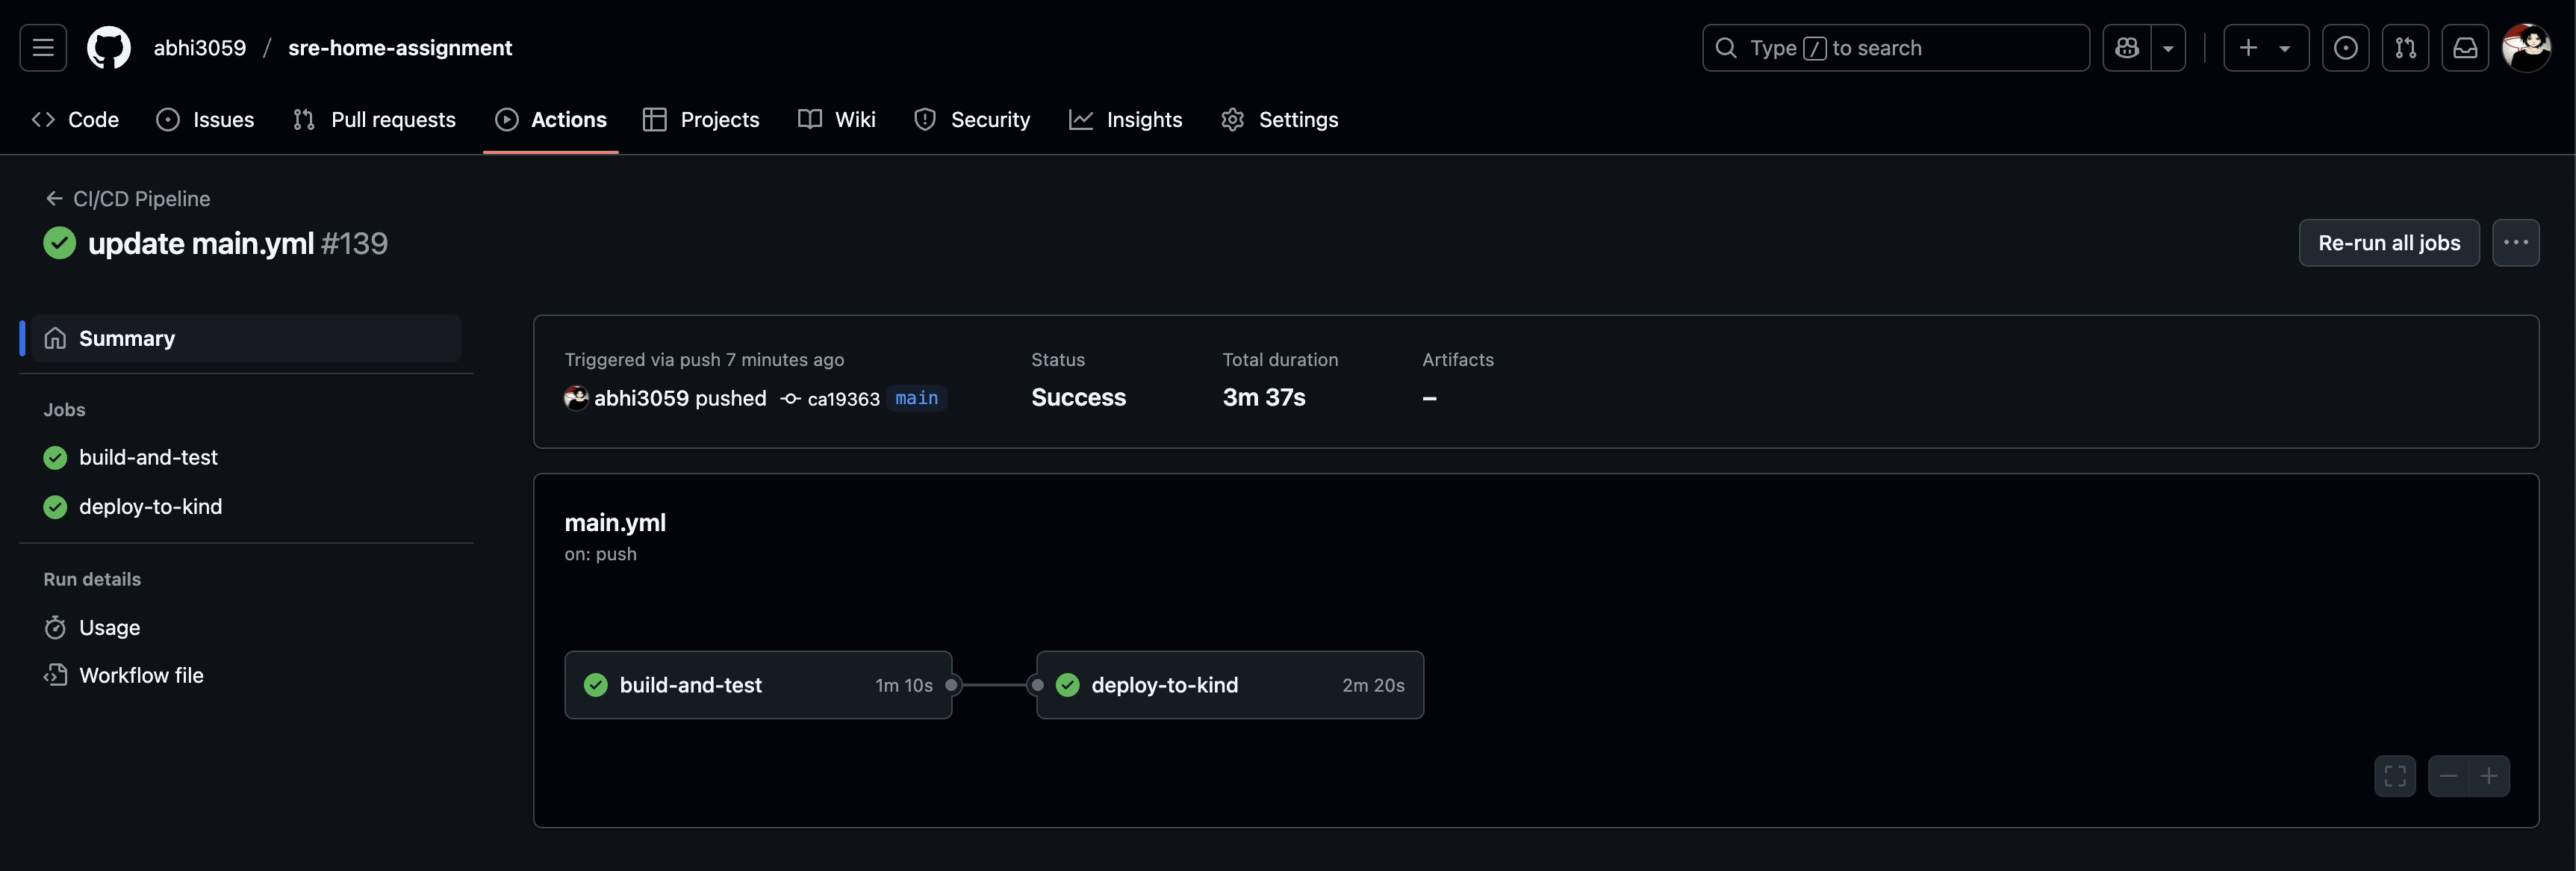 abhi3059 / sre-home-assignment
Type / to search
Code Issues Pull requests Actions Projects Wiki Security Insights Settings
CI/CD Pipeline
update main.yml #139
Re-run all jobs
Summary
Jobs
build-and-test
deploy-to-kind
Run details
Usage
Workflow file
Triggered via push 7 minutes ago
abhi3059 pushed ca19363 main
Status
Success
Total duration
3m 37s
Artifacts
–
main.yml
on: push
build-and-test 1m 10s
deploy-to-kind 2m 20s